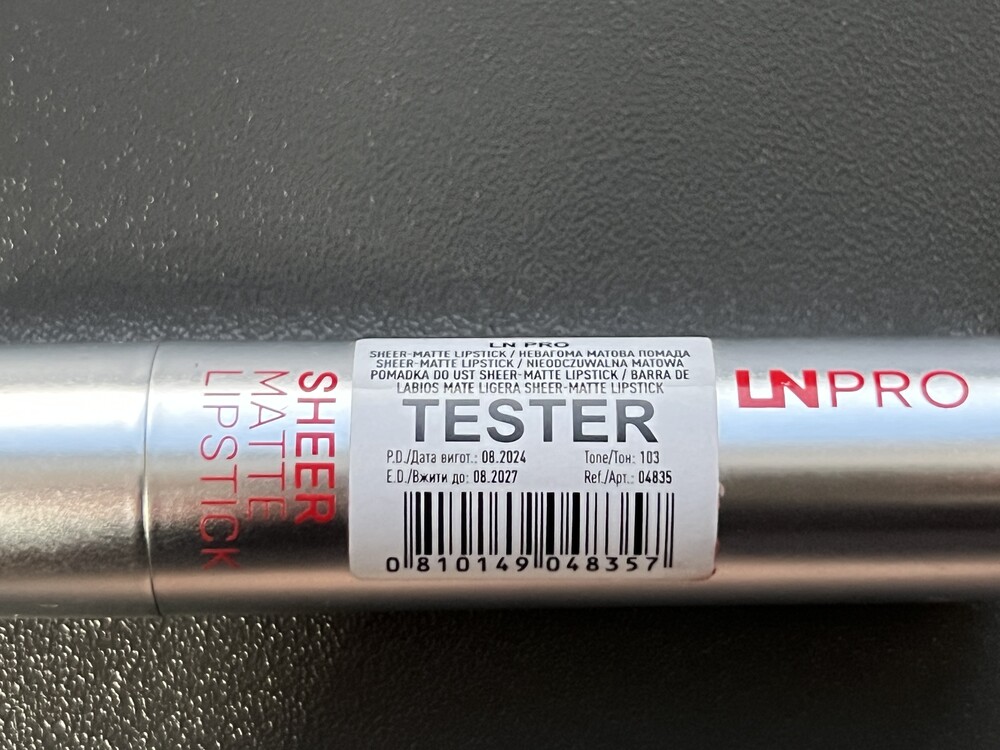 SHEER
MATTE
LIPSTICK
LN PRO
SHEER-MATTE LIPSTICK / НЕВАГОМА МАТОВА ПОМАДА
SHEER-MATTE LIPSTICK / NIEODCZUWALNA MATOWA
POMADKA DO UST SHEER-MATTE LIPSTICK / BARRA DE
LABIOS MATE LIGERA SHEER-MATTE LIPSTICK
TESTER
P.D./Дата вигот.: 08.2024 Tone/Тон: 103
E.D./Вжити до: 08.2027 Ref./Арт.: 04835
0 810149 048357
LNPRO